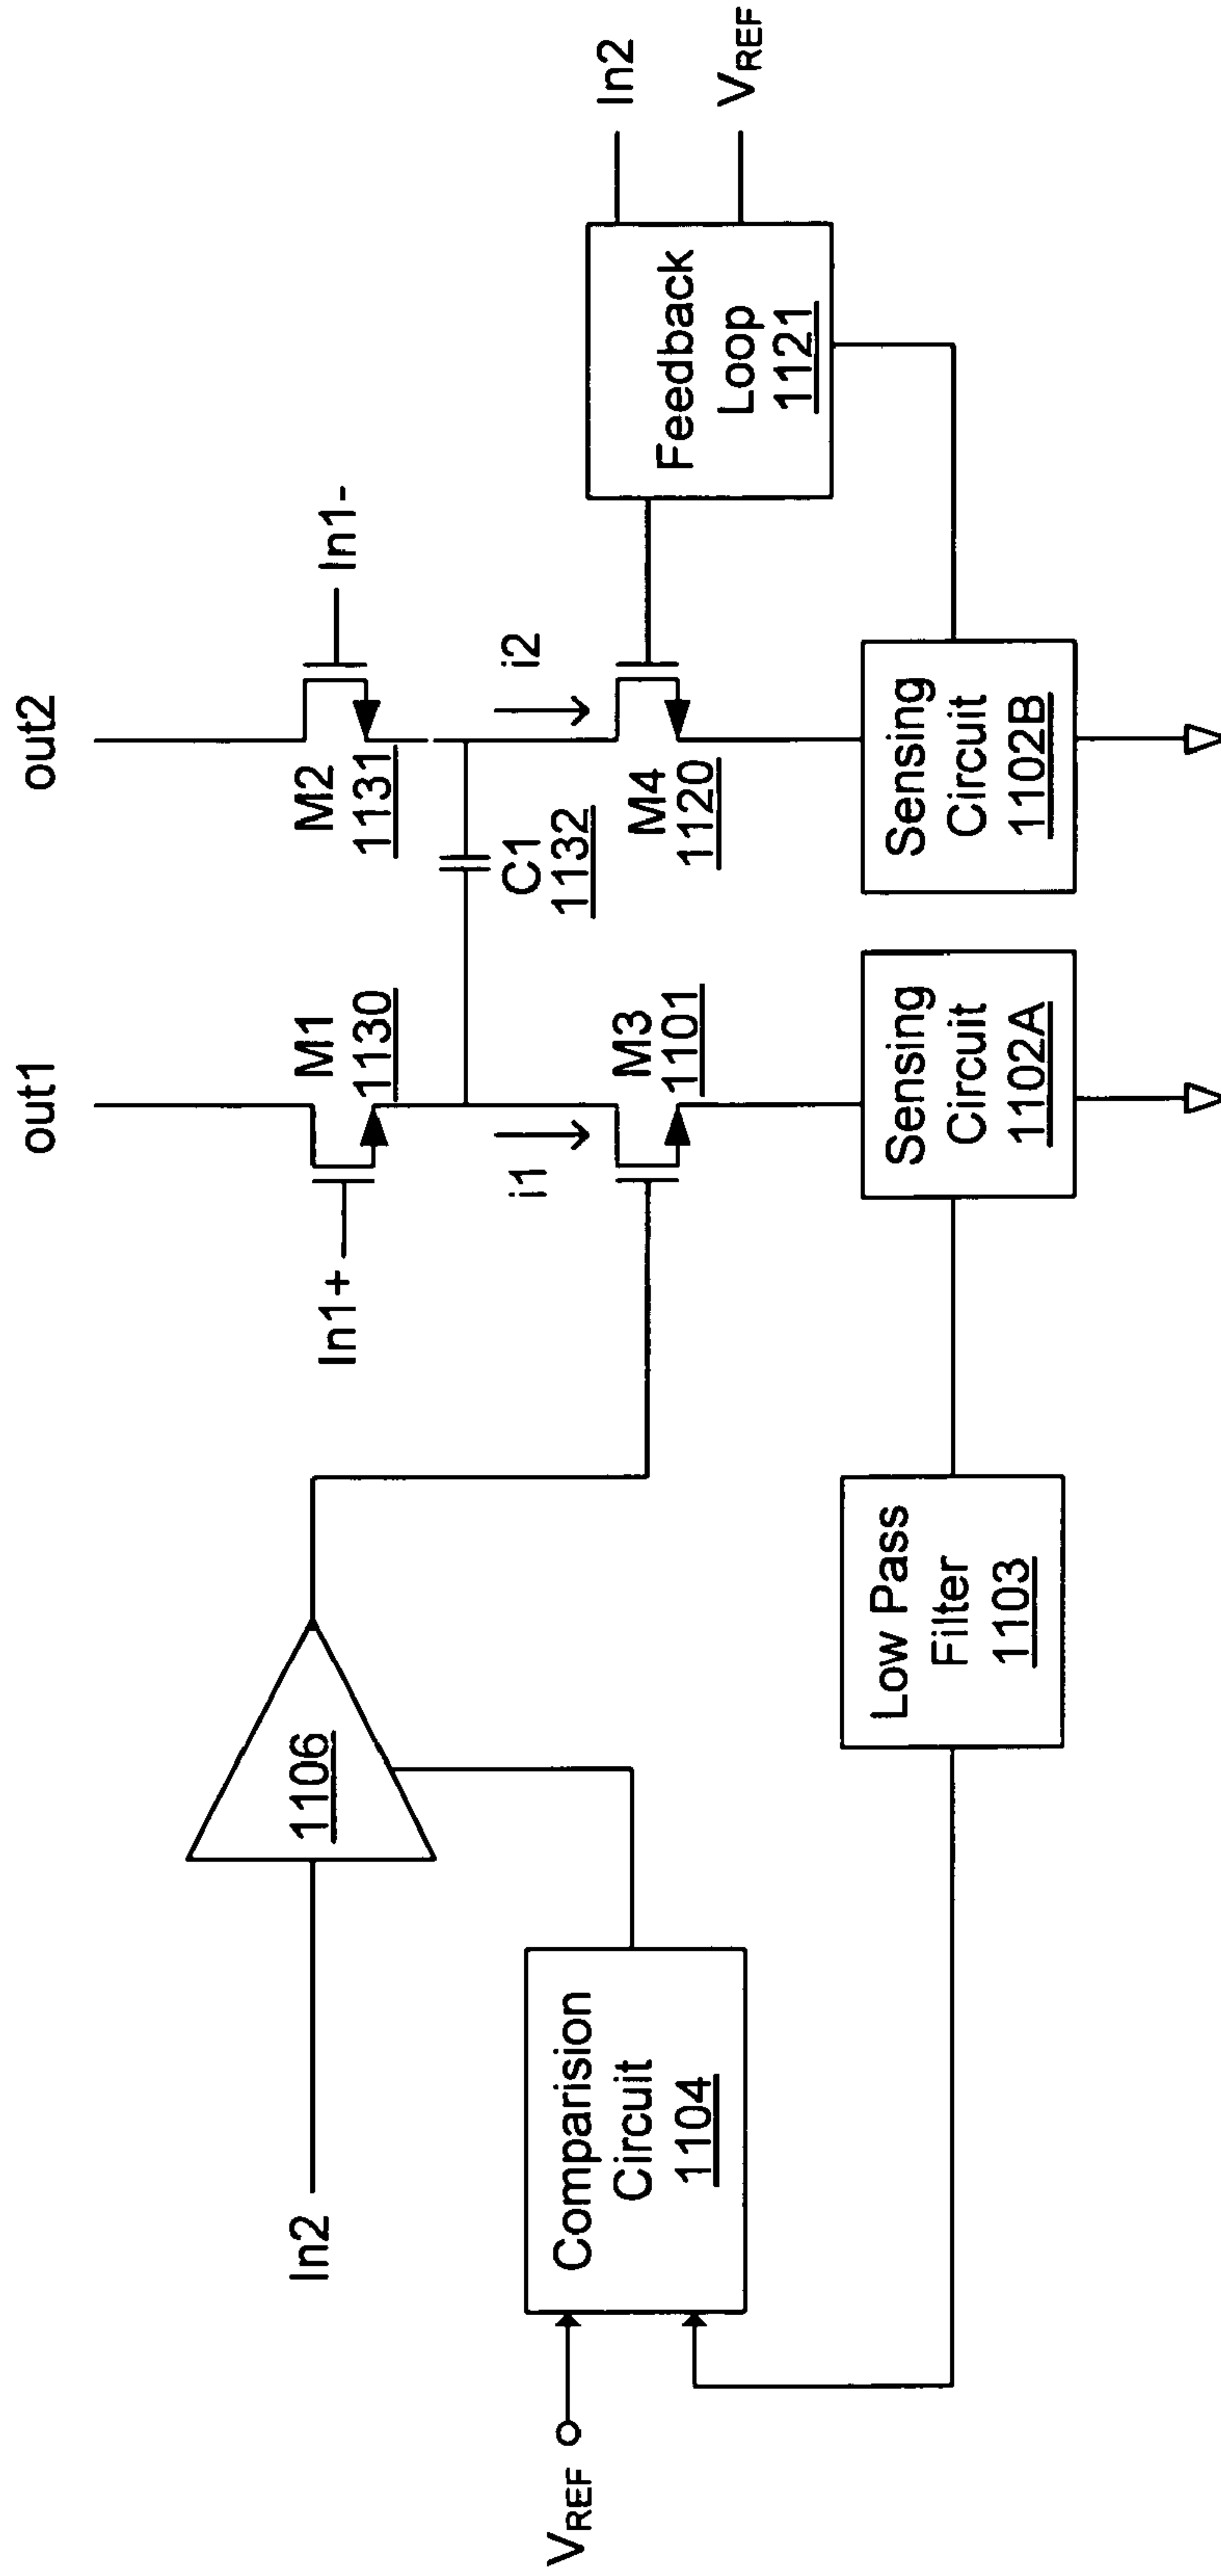 out1
out2
In1+
M1
1130
M2
1131
In1-
1106
In2
C1
1132
i1
i2
In2
VREF
M3
1101
M4
1120
Feedback
Loop
1121
VREF
Comparision
Circuit
1104
Low Pass
Filter
1103
Sensing
Circuit
1102A
Sensing
Circuit
1102B